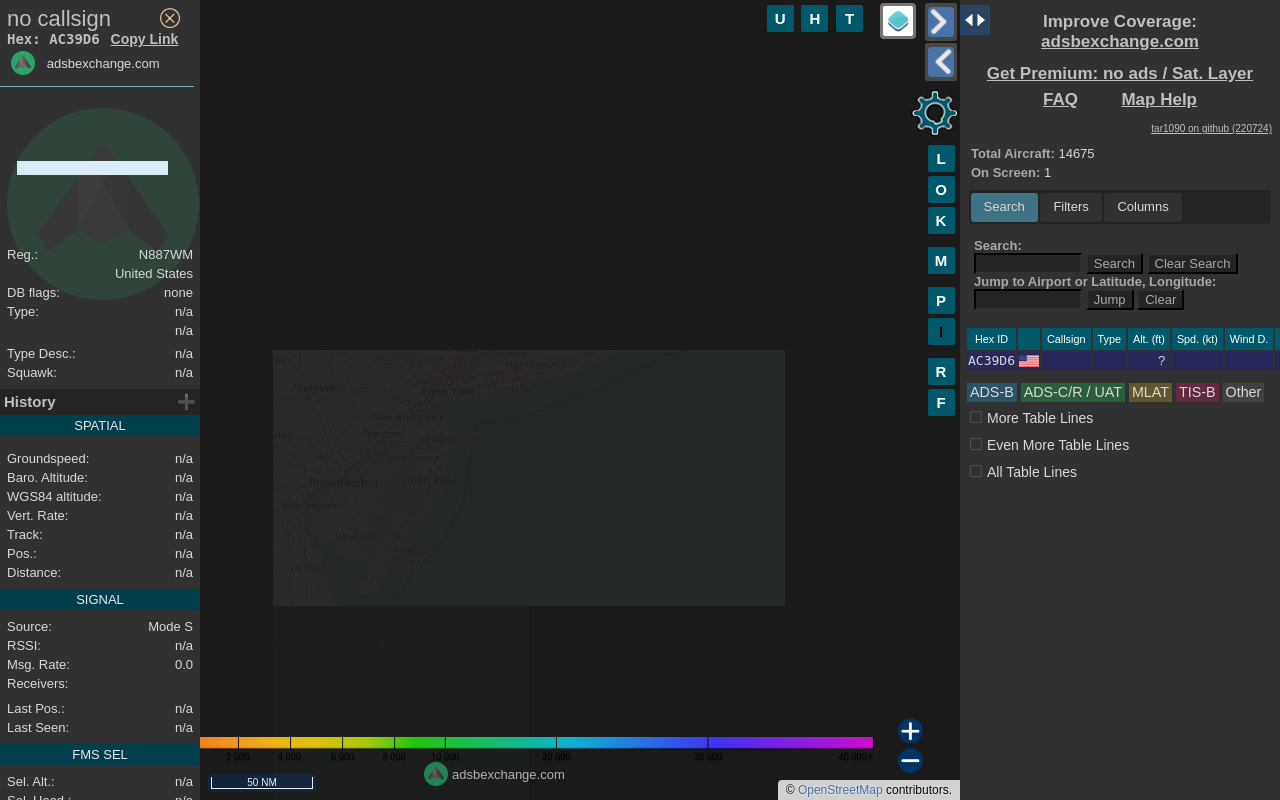 no callsign
Hex: AC39D6 Copy Link
adsbexchange.com
Reg.: N887WM
United States
DB flags: none
Type: n/a
n/a
Type Desc.: n/a
Squawk: n/a
History
SPATIAL
Groundspeed: n/a
Baro. Altitude: n/a
WGS84 altitude: n/a
Vert. Rate: n/a
Track: n/a
Pos.: n/a
Distance: n/a
SIGNAL
Source: Mode S
RSSI: n/a
Msg. Rate: 0.0
Receivers:
Last Pos.: n/a
Last Seen: n/a
FMS SEL
Sel. Alt.: n/a
U H T
L
O
K
M
P
I
R
F
Huntington
Allentown
New York
Islip
New Brunswick
Trenton
Long Branch
New Jersey
Philadelphia
Toms River
Wilmington
Vineland
Atlantic
City
Delaware
2 000 4 000 6 000 8 000 10 000 20 000 30 000 40 000+
adsbexchange.com
50 NM
© OpenStreetMap contributors.
Improve Coverage:
adsbexchange.com
Get Premium: no ads / Sat. Layer
FAQ Map Help
tar1090 on github (220724)
Total Aircraft: 14675
On Screen: 1
Search Filters Columns
Search:
Search Clear Search
Jump to Airport or Latitude, Longitude:
Jump Clear
Hex ID Callsign Type Alt. (ft) Spd. (kt) Wind D.
AC39D6 ?
ADS-B ADS-C/R / UAT MLAT TIS-B Other
More Table Lines
Even More Table Lines
All Table Lines